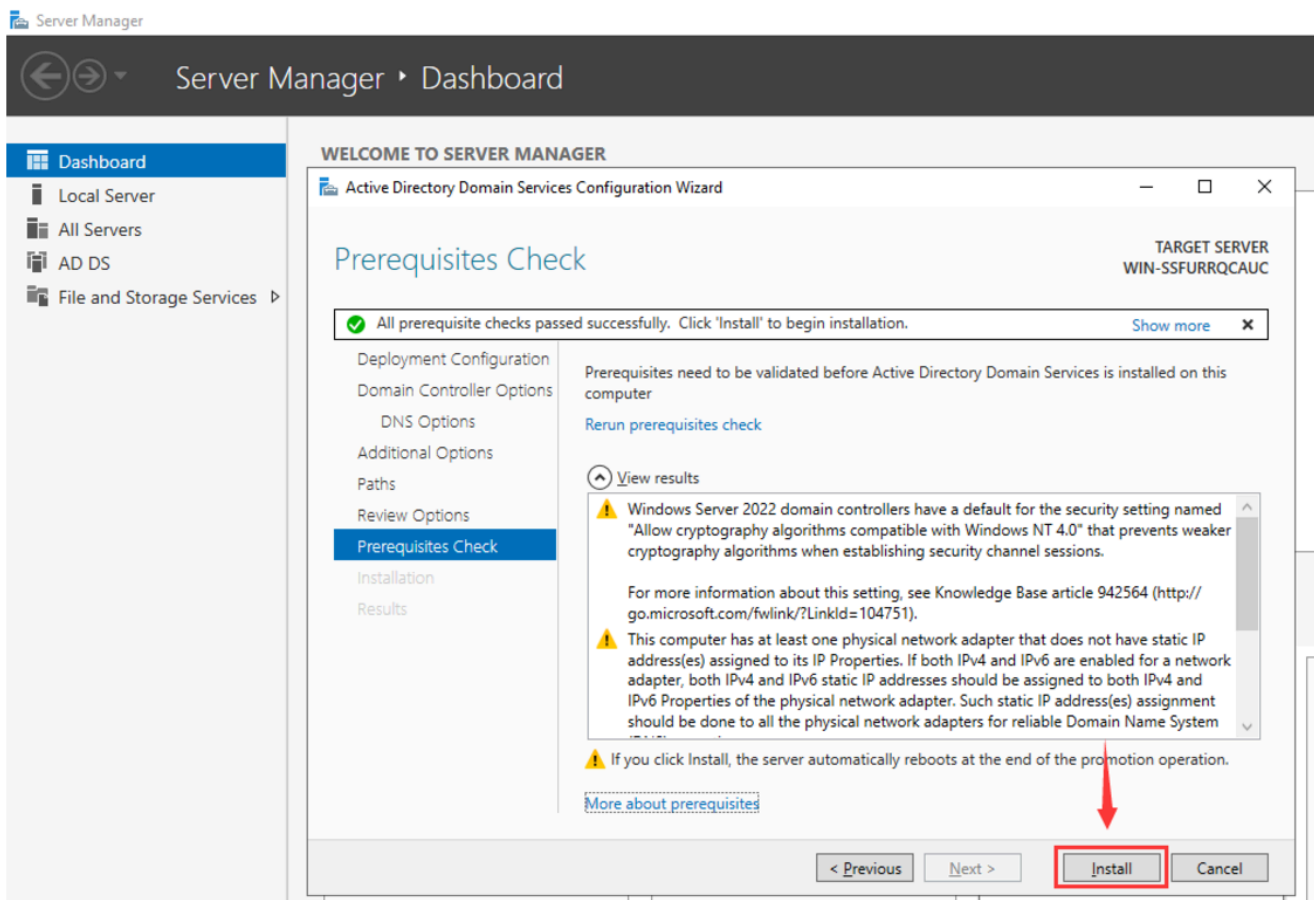 Server Manager
Server Manager ‣ Dashboard
Dashboard
Local Server
All Servers
AD DS
File and Storage Services
WELCOME TO SERVER MANAGER
Active Directory Domain Services Configuration Wizard
Prerequisites Check
TARGET SERVER
WIN-SSFURRQCAUC
All prerequisite checks passed successfully. Click 'Install' to begin installation.
Show more
Deployment Configuration
Domain Controller Options
DNS Options
Additional Options
Paths
Review Options
Prerequisites Check
Installation
Results
Prerequisites need to be validated before Active Directory Domain Services is installed on this
computer
Rerun prerequisites check
View results
Windows Server 2022 domain controllers have a default for the security setting named
"Allow cryptography algorithms compatible with Windows NT 4.0" that prevents weaker
cryptography algorithms when establishing security channel sessions.
For more information about this setting, see Knowledge Base article 942564 (http://
go.microsoft.com/fwlink/?LinkId=104751).
This computer has at least one physical network adapter that does not have static IP
address(es) assigned to its IP Properties. If both IPv4 and IPv6 are enabled for a network
adapter, both IPv4 and IPv6 static IP addresses should be assigned to both IPv4 and
IPv6 Properties of the physical network adapter. Such static IP address(es) assignment
should be done to all the physical network adapters for reliable Domain Name System
If you click Install, the server automatically reboots at the end of the promotion operation.
More about prerequisites
< Previous
Next >
Install
Cancel